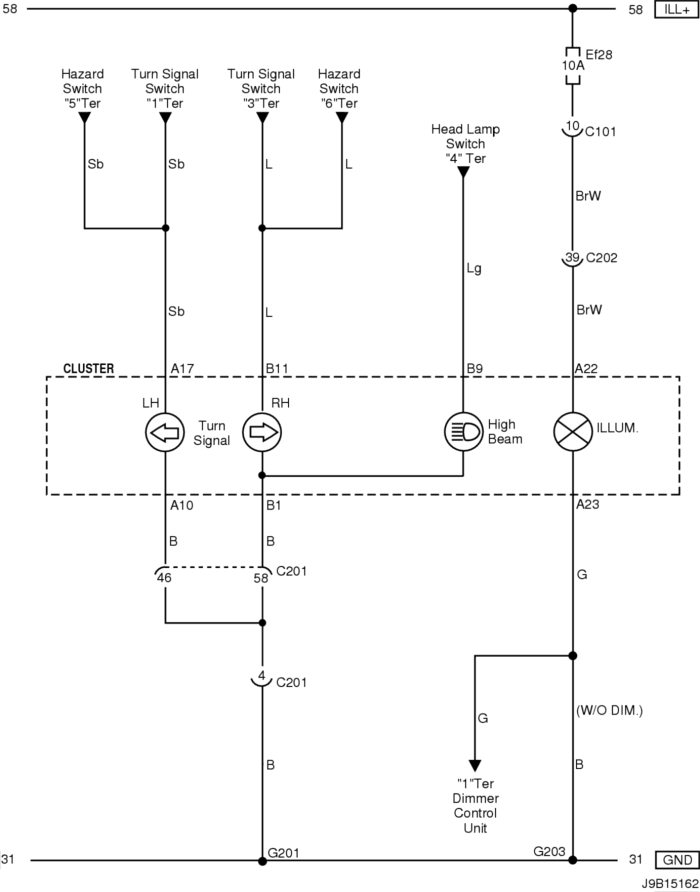 58
58
ILL+
Ef28
10A
Hazard
Switch
"5"Ter
Turn Signal
Switch
"1"Ter
Turn Signal
Switch
"3"Ter
Hazard
Switch
"6"Ter
10
C101
Head Lamp
Switch
"4" Ter
Sb
Sb
L
L
BrW
39
C202
Lg
Sb
L
BrW
CLUSTER
A17
B11
B9
A22
LH
RH
Turn
Signal
High
Beam
ILLUM.
A10
B1
A23
B
B
46
58
C201
G
4
C201
G
(W/O DIM.)
B
B
"1"Ter
Dimmer
Control
Unit
31
G201
G203
31
GND
J9B15162